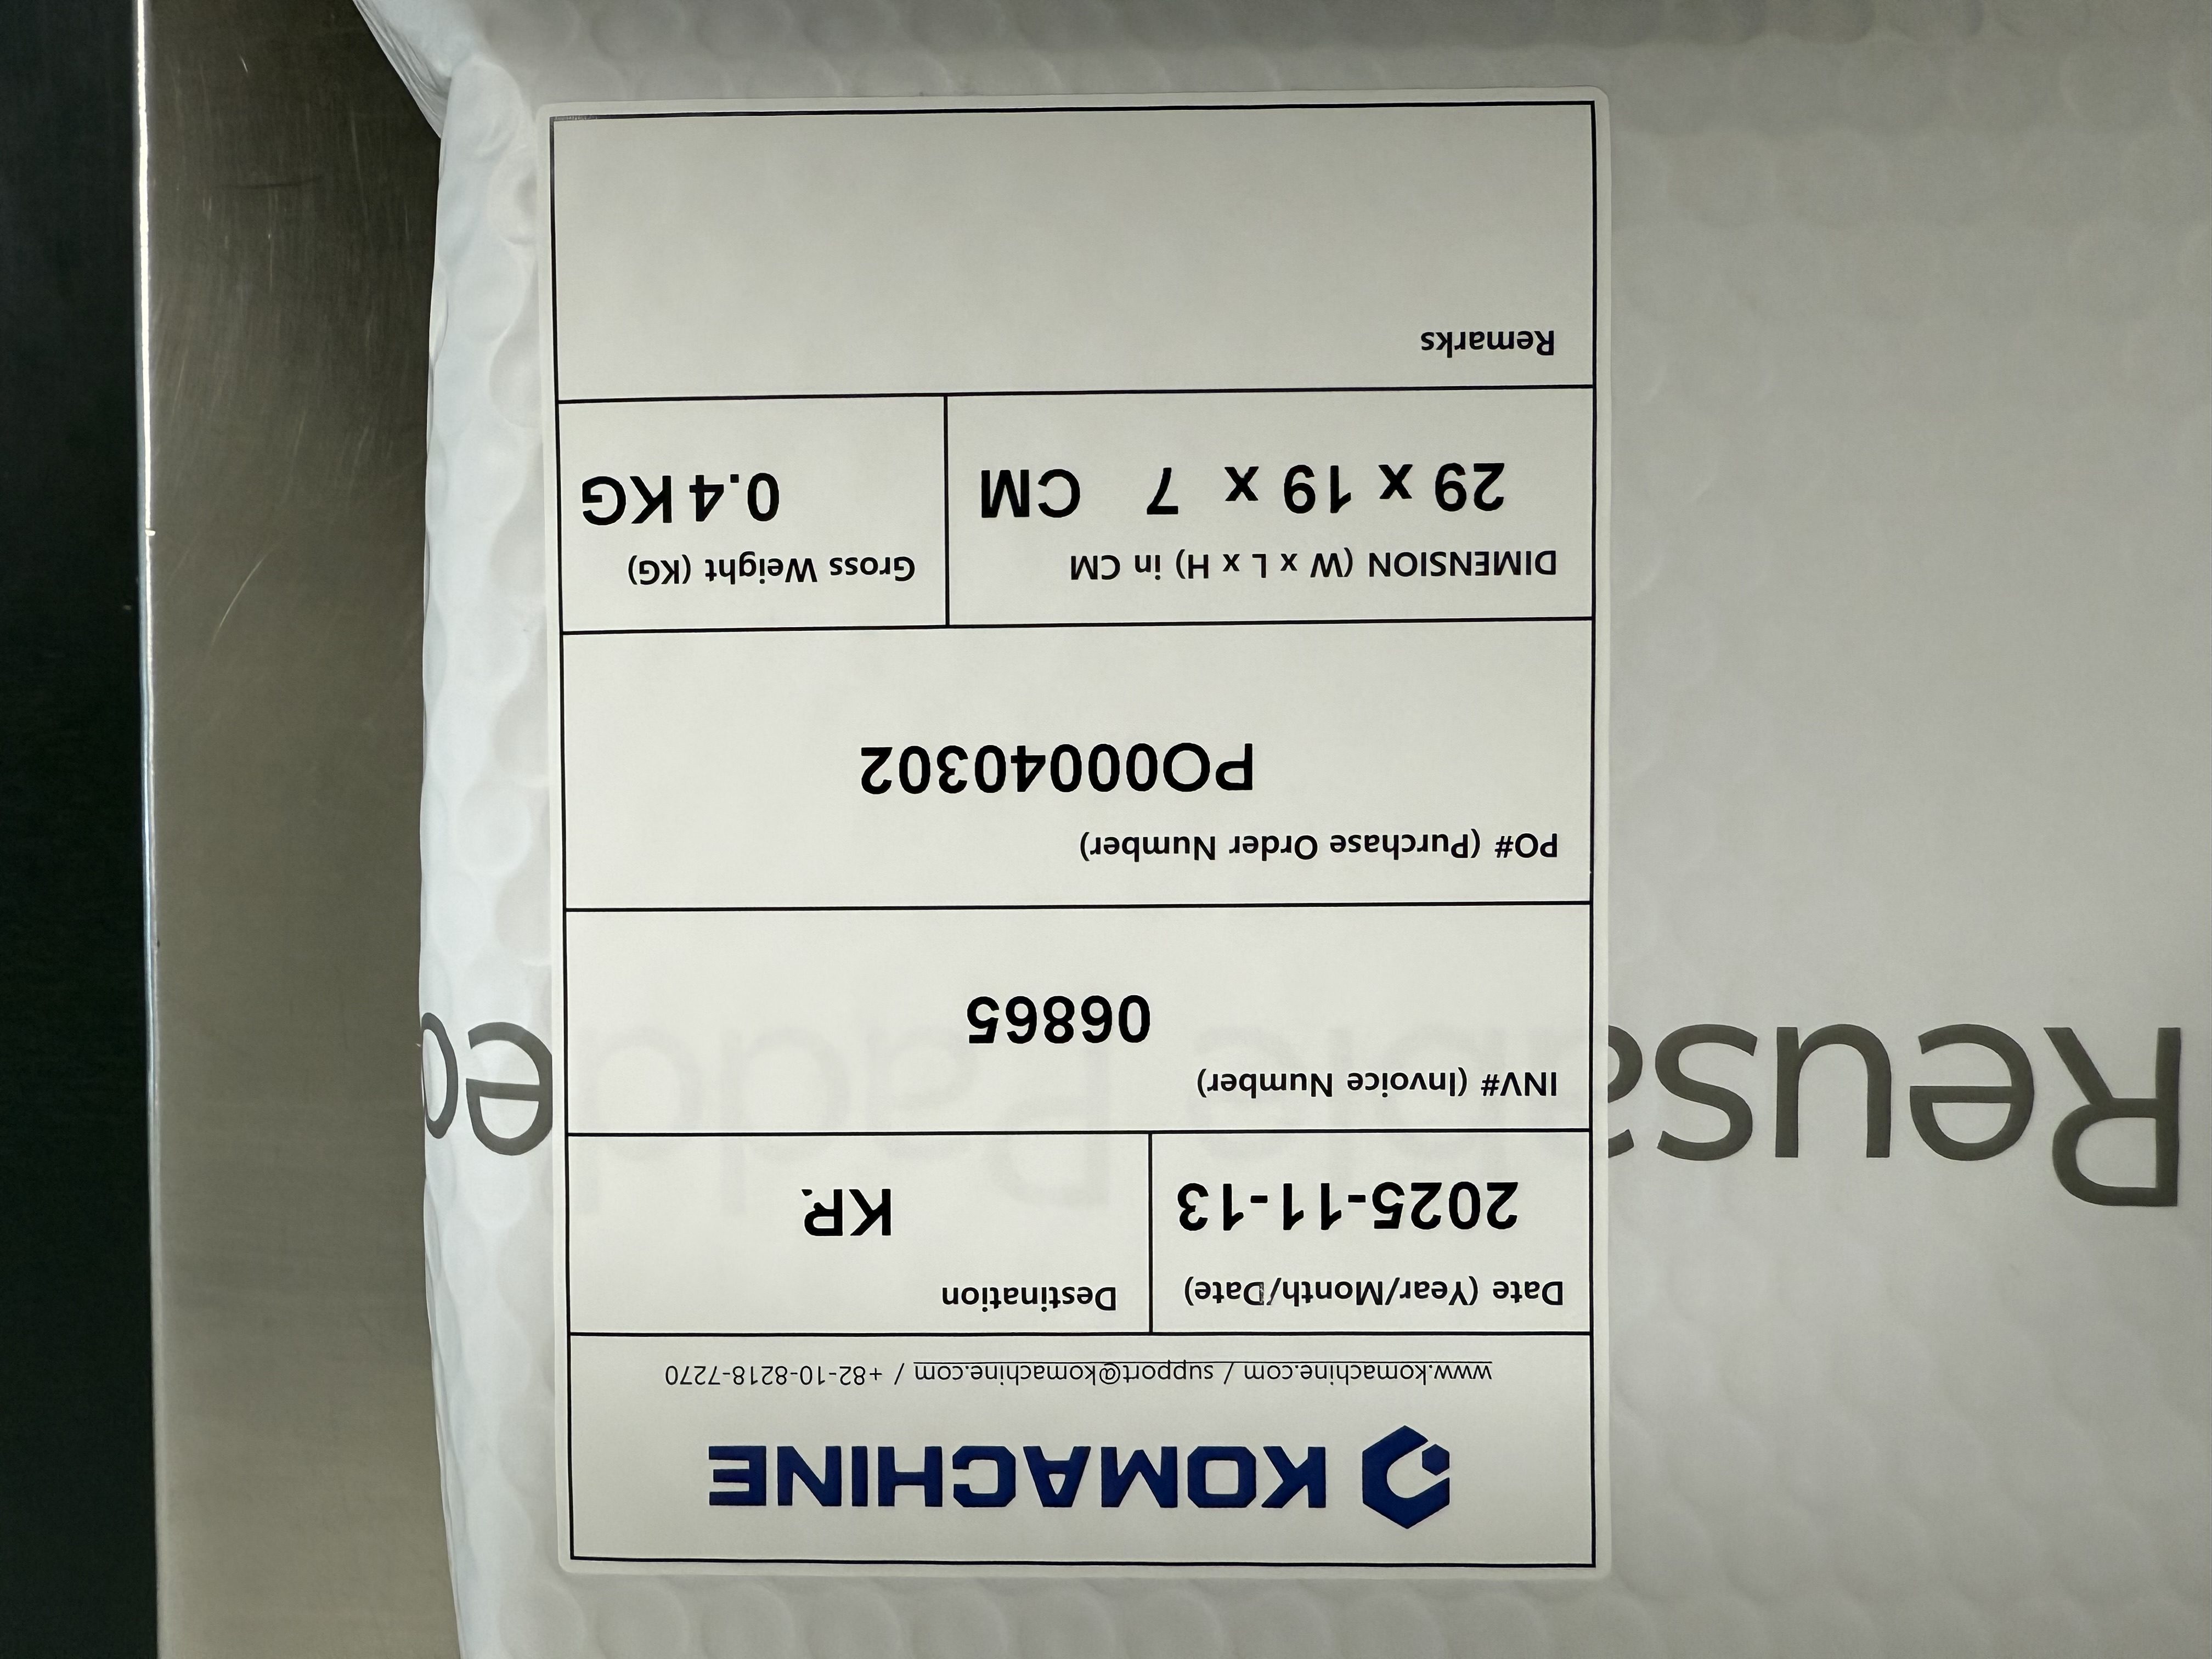 KOMACHINE
www.komachine.com / support@komachine.com / +82-10-8218-7270
Date (Year/Month/Date)
2025-11-13
Destination
KR
INV# (Invoice Number)
06865
PO# (Purchase Order Number)
PO00040302
DIMENSION (W x L x H) in CM
29 x 19 x 7 CM
Gross Weight (KG)
0.4 KG
Remarks
Reusable Padded